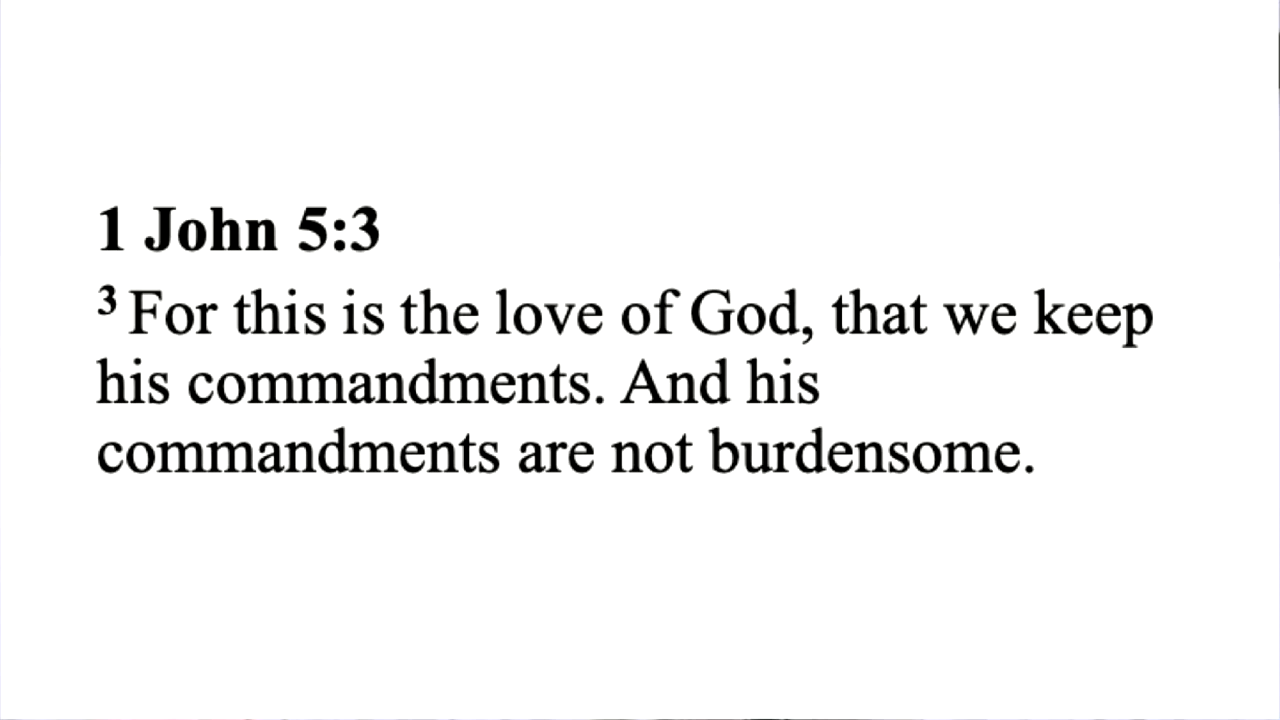 1 John 5:3
3 For this is the love of God, that we keep
his commandments. And his
commandments are not burdensome.